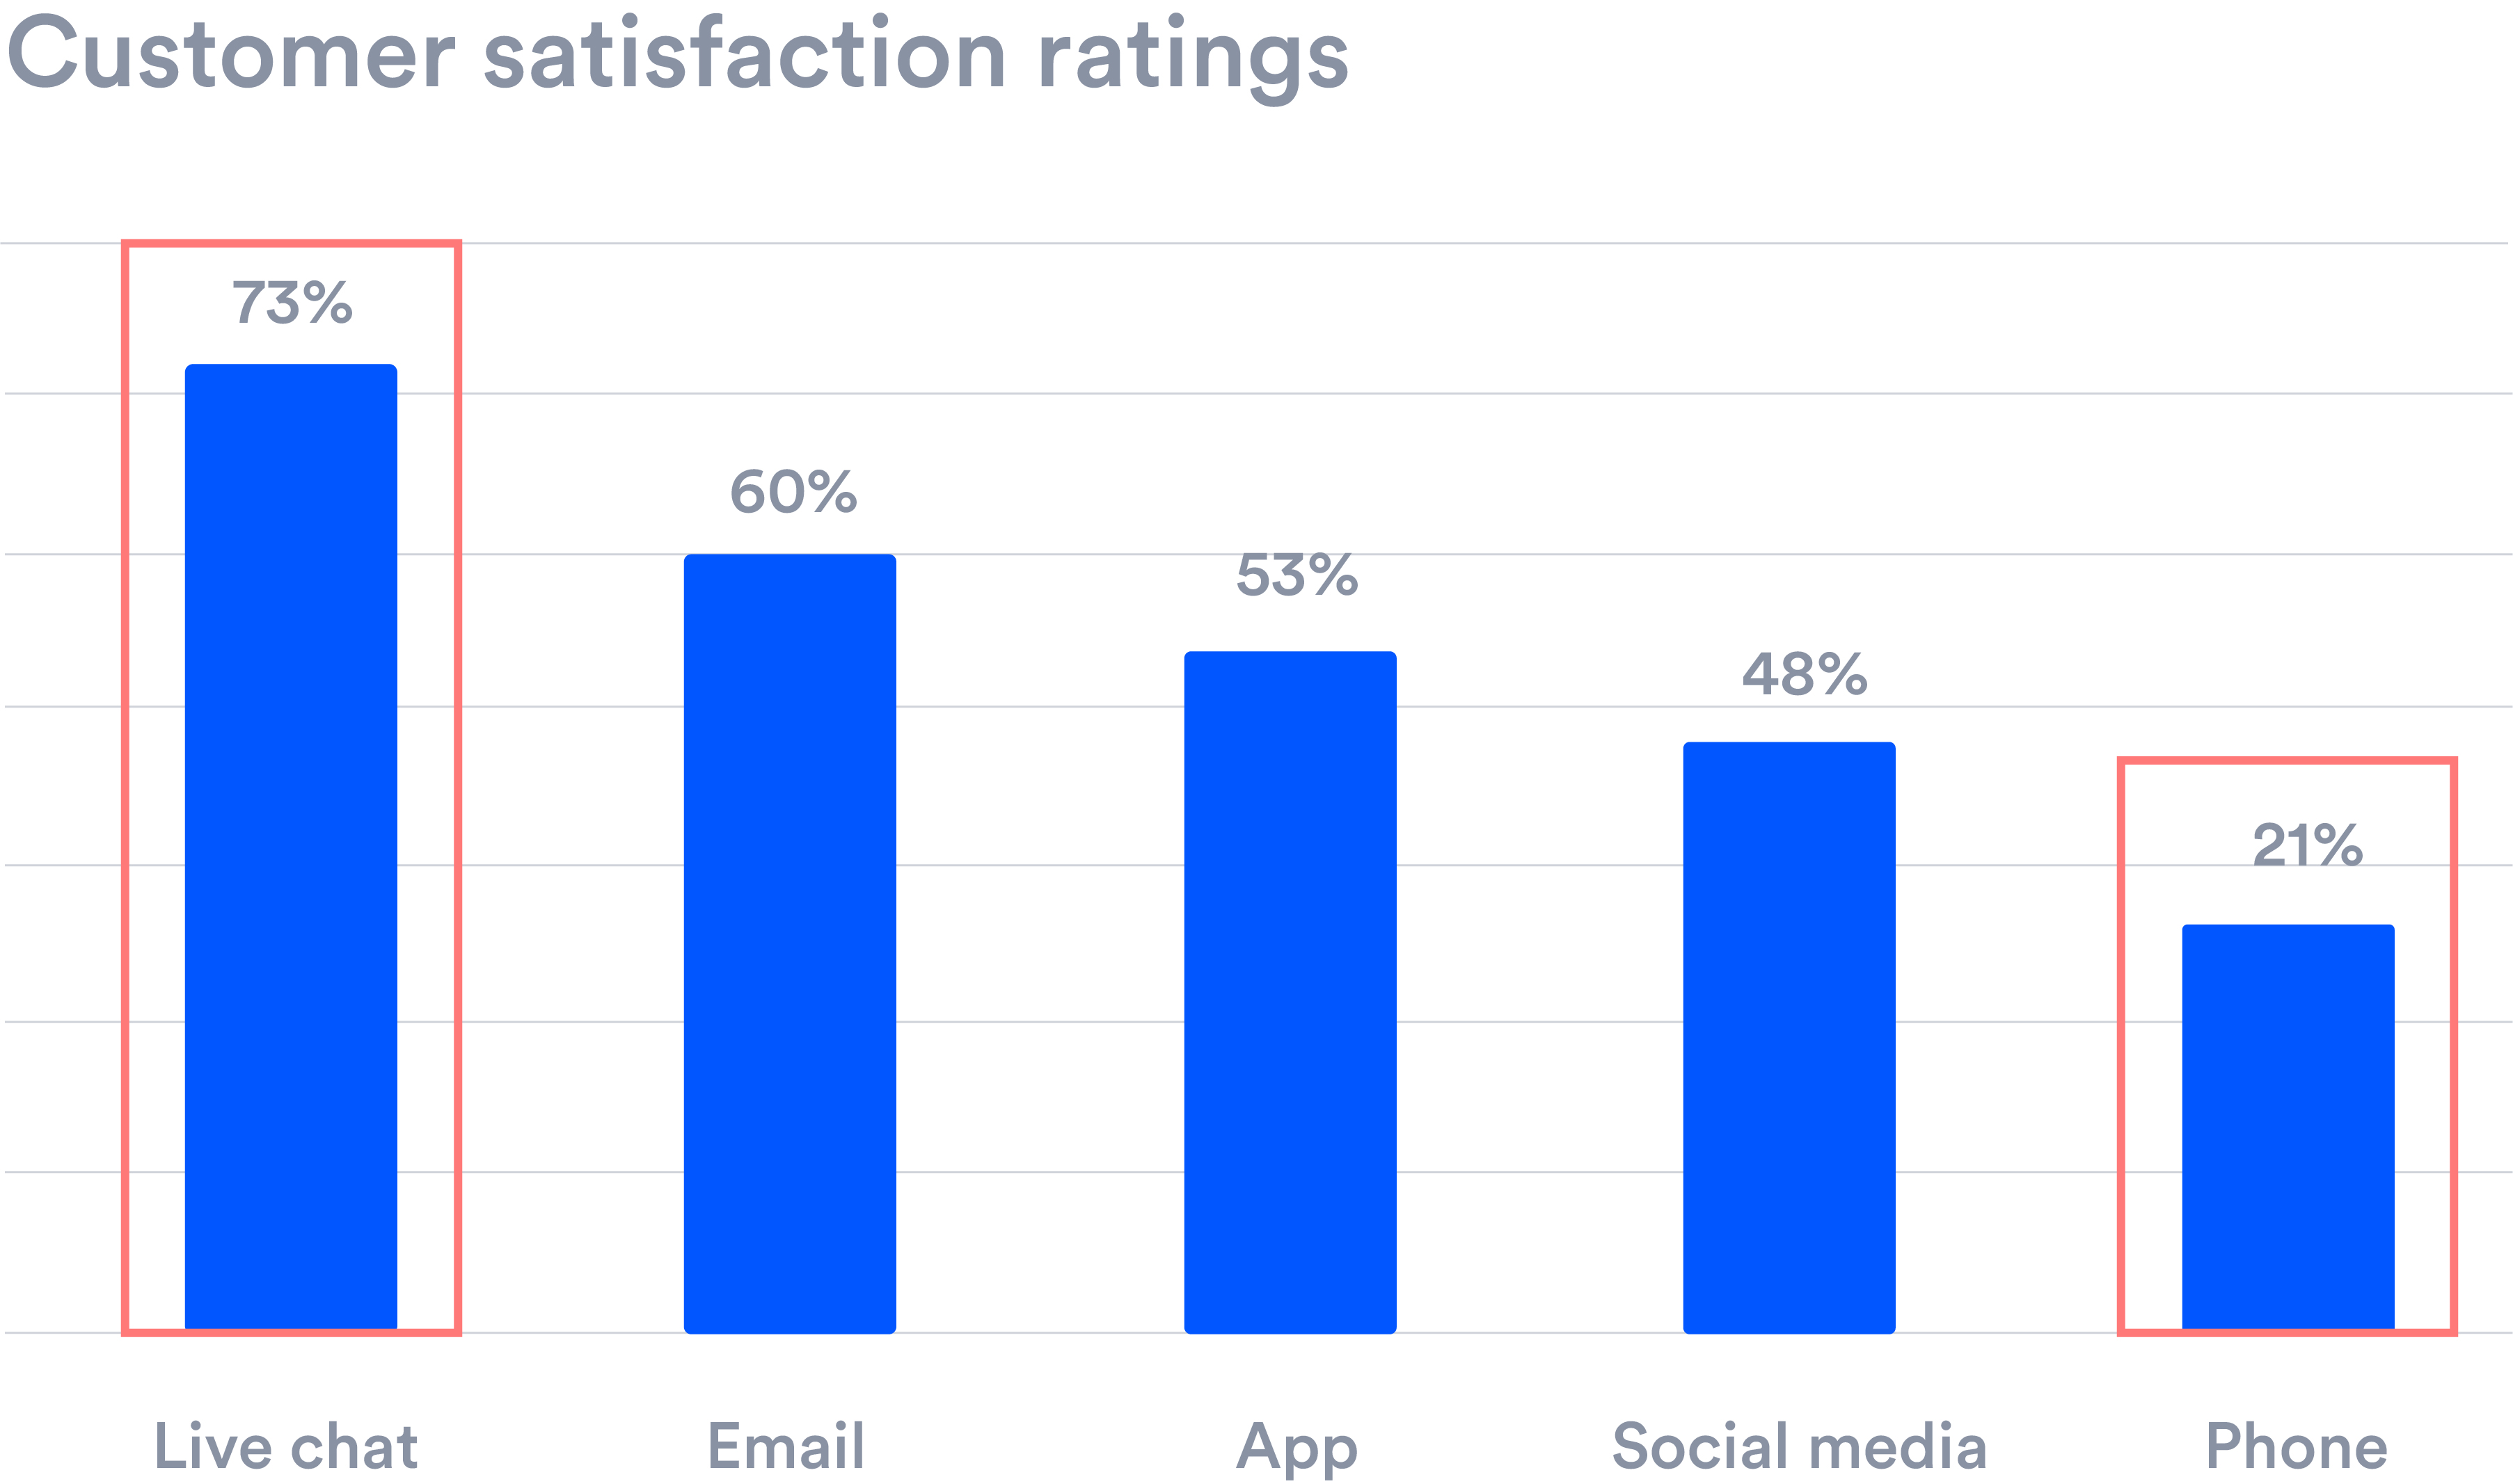 Customer satisfaction ratings
73%
60%
53%
48%
21%
Live chat
Email
App
Social media
Phone